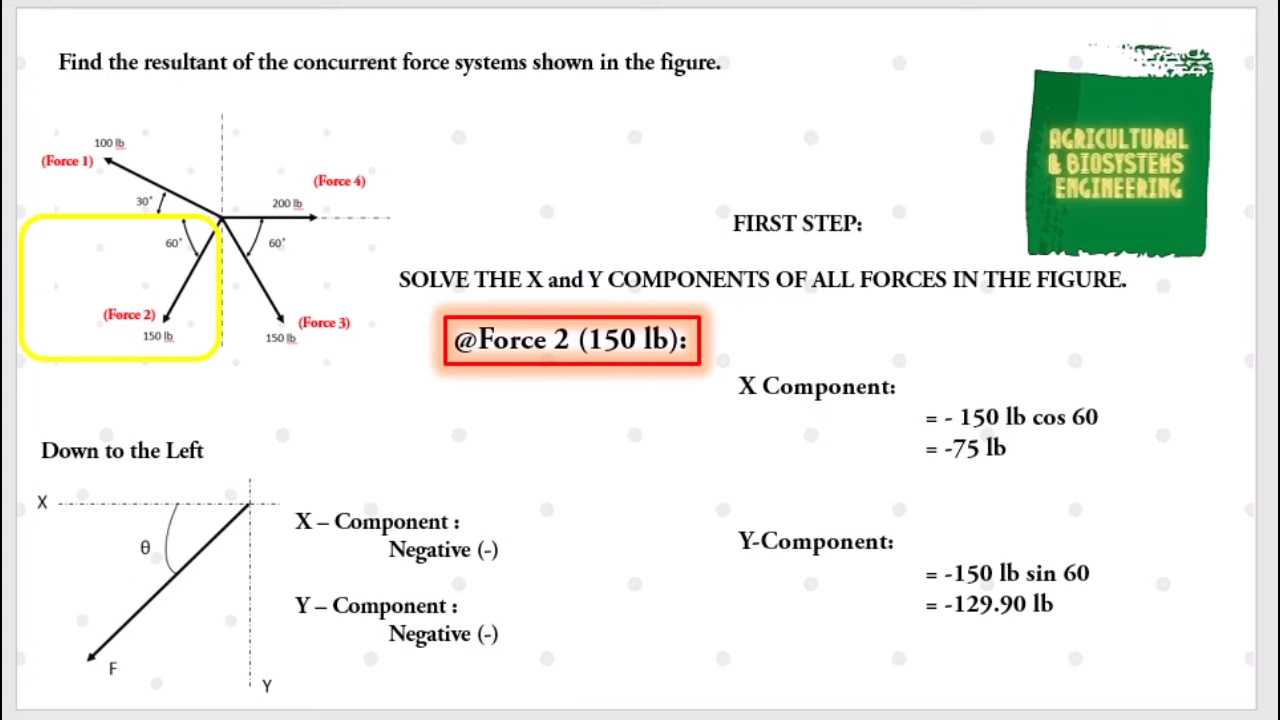 Find the resultant of the concurrent force systems shown in the figure.
AGRICULTURAL
& BIOSYSTEMS
ENGINEERING
100 lb
(Force 1)
(Force 4)
30°
200 lb
60°
60°
(Force 2)
(Force 3)
150 lb
150 lb
FIRST STEP:
SOLVE THE X and Y COMPONENTS OF ALL FORCES IN THE FIGURE.
@Force 2 (150 lb):
X Component:
= - 150 lb cos 60
= -75 lb
Y-Component:
= -150 lb sin 60
= -129.90 lb
Down to the Left
X
θ
F
Y
X – Component :
Negative (-)
Y – Component :
Negative (-)